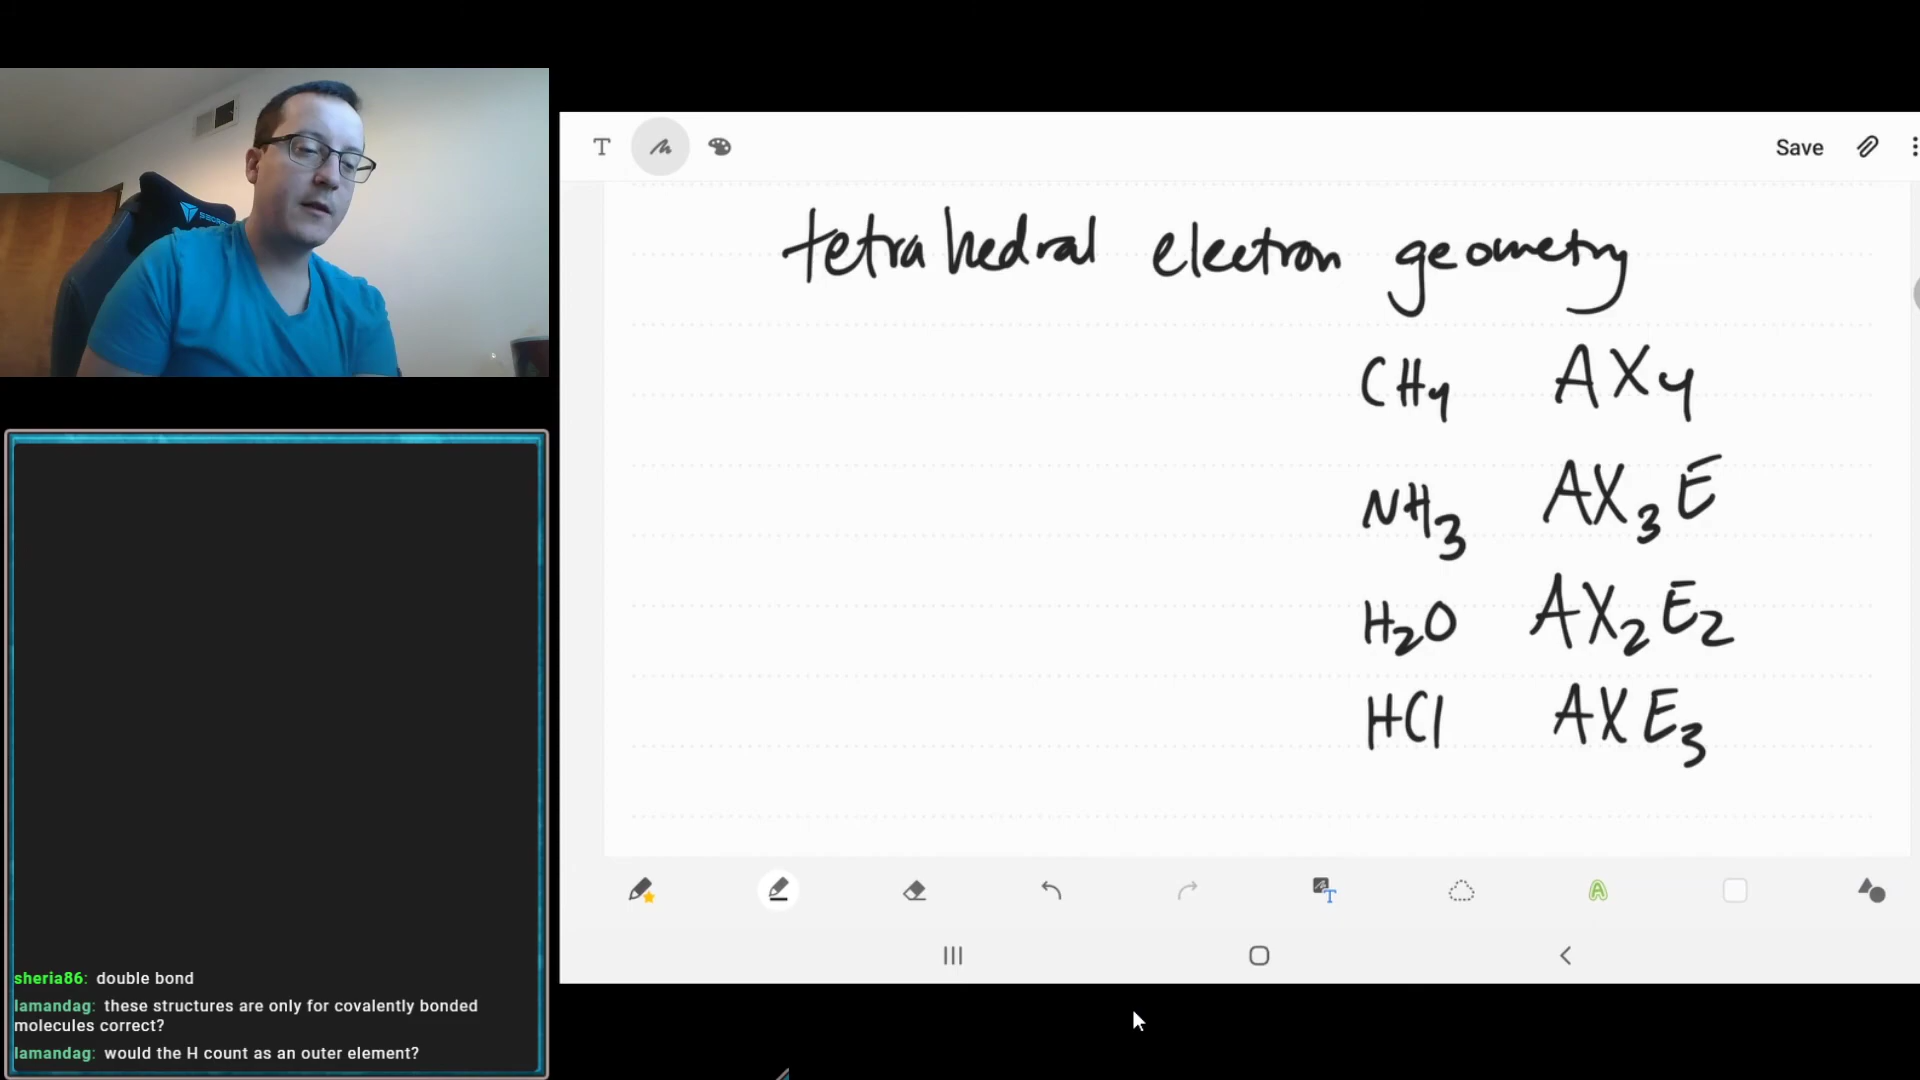 T
Save
tetrahedral electron geometry
CH4 AX4
NH3 AX3E
H2O AX2E2
HCl AXE3
T
A
sheria86: double bond
lamandag: these structures are only for covalently bonded
molecules correct?
lamandag: would the H count as an outer element?